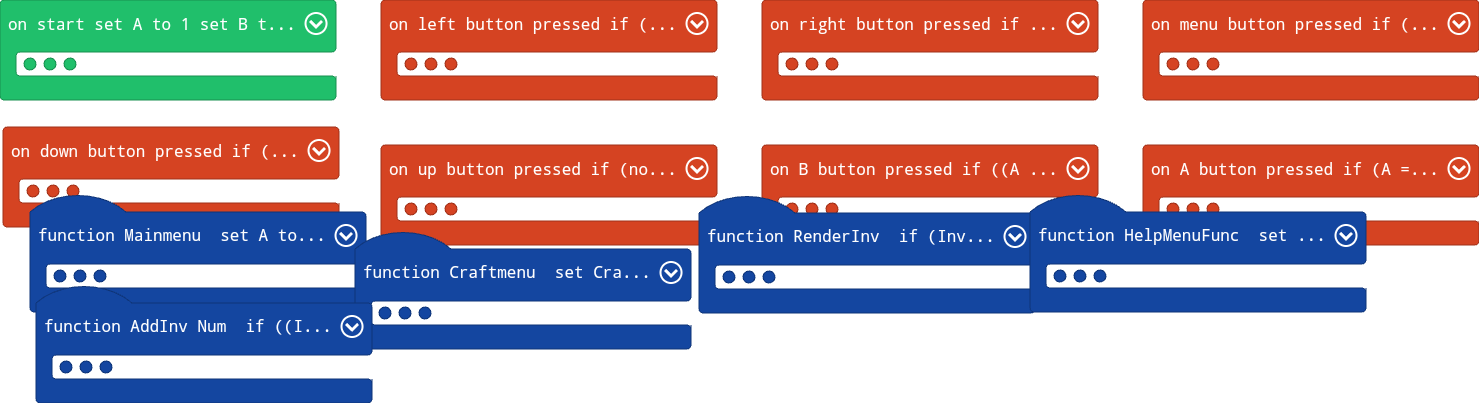 on start set A to 1 set B t...
on left button pressed if (...
on right button pressed if ...
on menu button pressed if (...
on down button pressed if (...
on up button pressed if (no...
on B button pressed if ((A ...
on A button pressed if (A =...
function Mainmenu  set A to...
function Craftmenu  set Cra...
function RenderInv  if (Inv...
function HelpMenuFunc  set ...
function AddInv Num  if ((I...